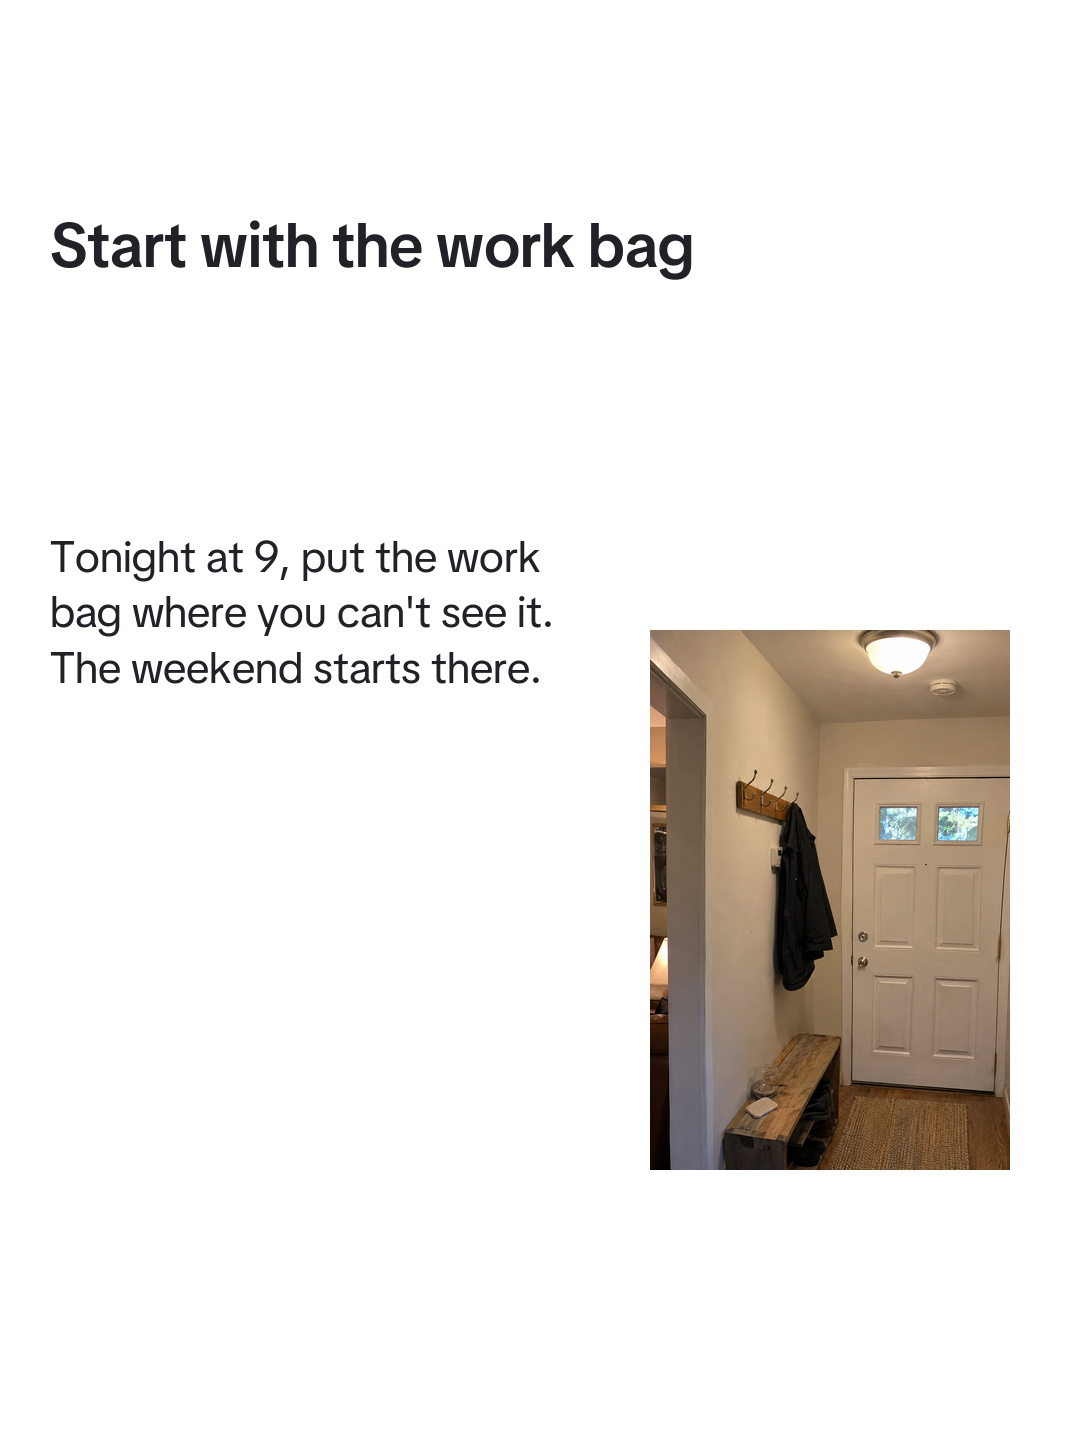 Start with the work bag
Tonight at 9, put the work
bag where you can't see it.
The weekend starts there.